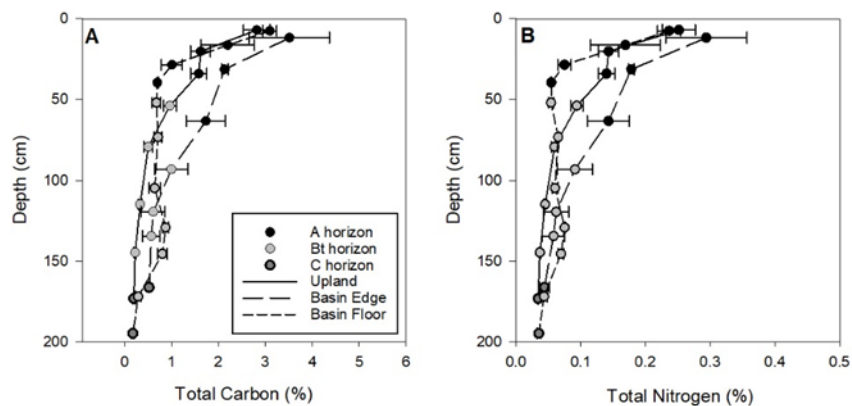 A
0
50
100
150
200
Depth (cm)
0 1 2 3 4 5 6
Total Carbon (%)
A horizon
Bt horizon
C horizon
Upland
Basin Edge
Basin Floor
B
0
50
100
150
200
Depth (cm)
0.0 0.1 0.2 0.3 0.4 0.5
Total Nitrogen (%)